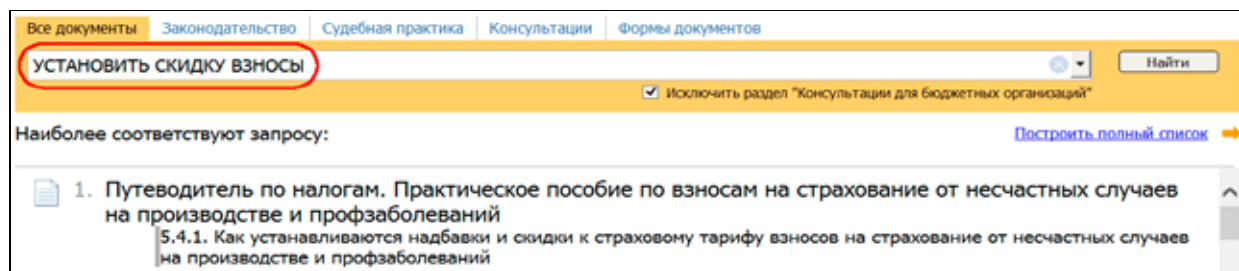 Все документы Законодательство Судебная практика Консультации Формы документов
УСТАНОВИТЬ СКИДКУ ВЗНОСЫ Найти
Исключить раздел "Консультации для бюджетных организаций"
Наиболее соответствуют запросу: Построить полный список
1. Путеводитель по налогам. Практическое пособие по взносам на страхование от несчастных случаев
на производстве и профзаболеваний
5.4.1. Как устанавливаются надбавки и скидки к страховому тарифу взносов на страхование от несчастных случаев
на производстве и профзаболеваний